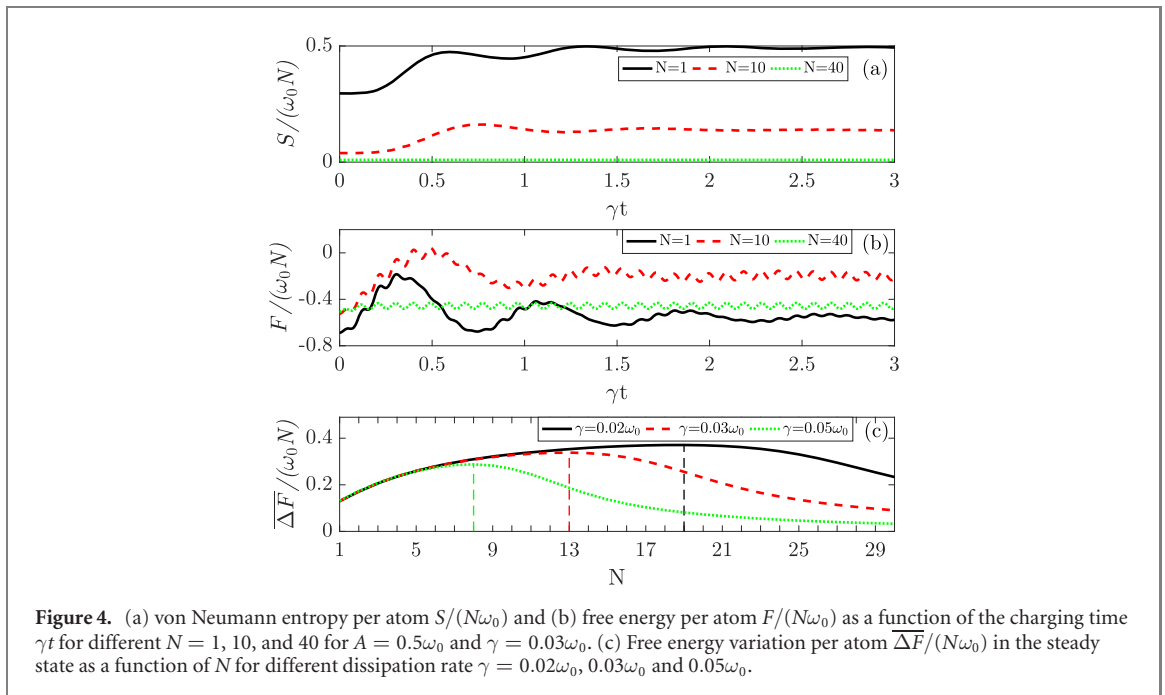 0.5
0
S/(ω₀N)
N=1 N=10 N=40 (a)
0 0.5 1 1.5 2 2.5 3
γt
0
-0.4
-0.8
F/(ω₀N)
N=1 N=10 N=40 (b)
0 0.5 1 1.5 2 2.5 3
γt
0.4
0.2
0
\overline{ΔF}/(ω₀N)
γ=0.02ω₀ γ=0.03ω₀ γ=0.05ω₀ (c)
1 5 9 13 17 21 25 29
N
Figure 4. (a) von Neumann entropy per atom S/(Nω₀) and (b) free energy per atom F/(Nω₀) as a function of the charging time
γt for different N = 1, 10, and 40 for A = 0.5ω₀ and γ = 0.03ω₀. (c) Free energy variation per atom \overline{ΔF}/(Nω₀) in the steady
state as a function of N for different dissipation rate γ = 0.02ω₀, 0.03ω₀ and 0.05ω₀.